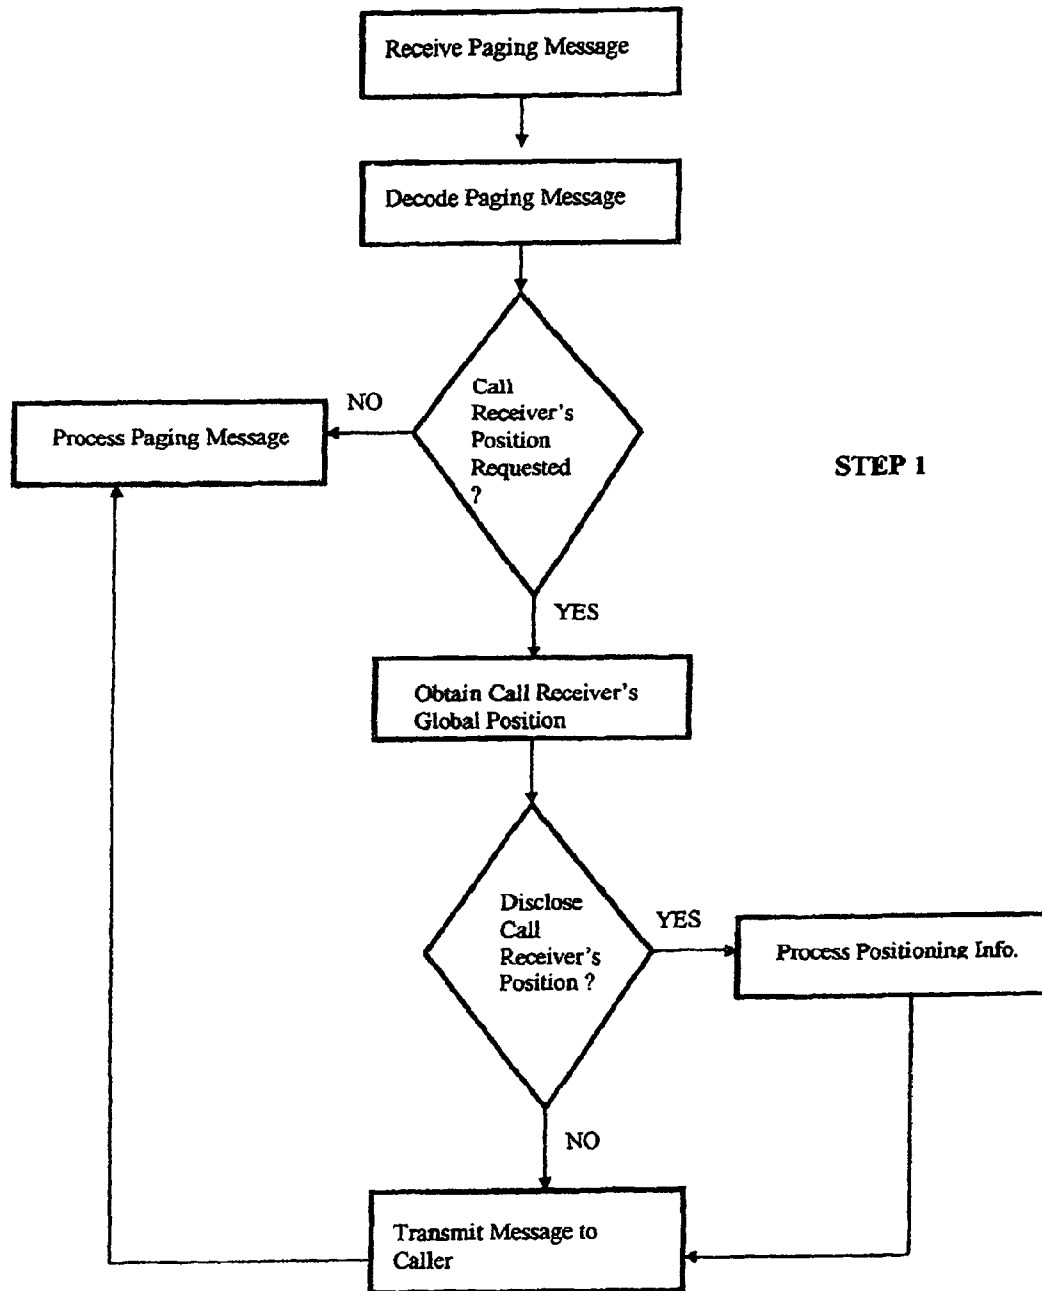 Receive Paging Message
Decode Paging Message
Call
Receiver's
Position
Requested
?
NO
Process Paging Message
STEP 1
YES
Obtain Call Receiver's
Global Position
Disclose
Call
Receiver's
Position ?
YES
Process Positioning Info.
NO
Transmit Message to
Caller